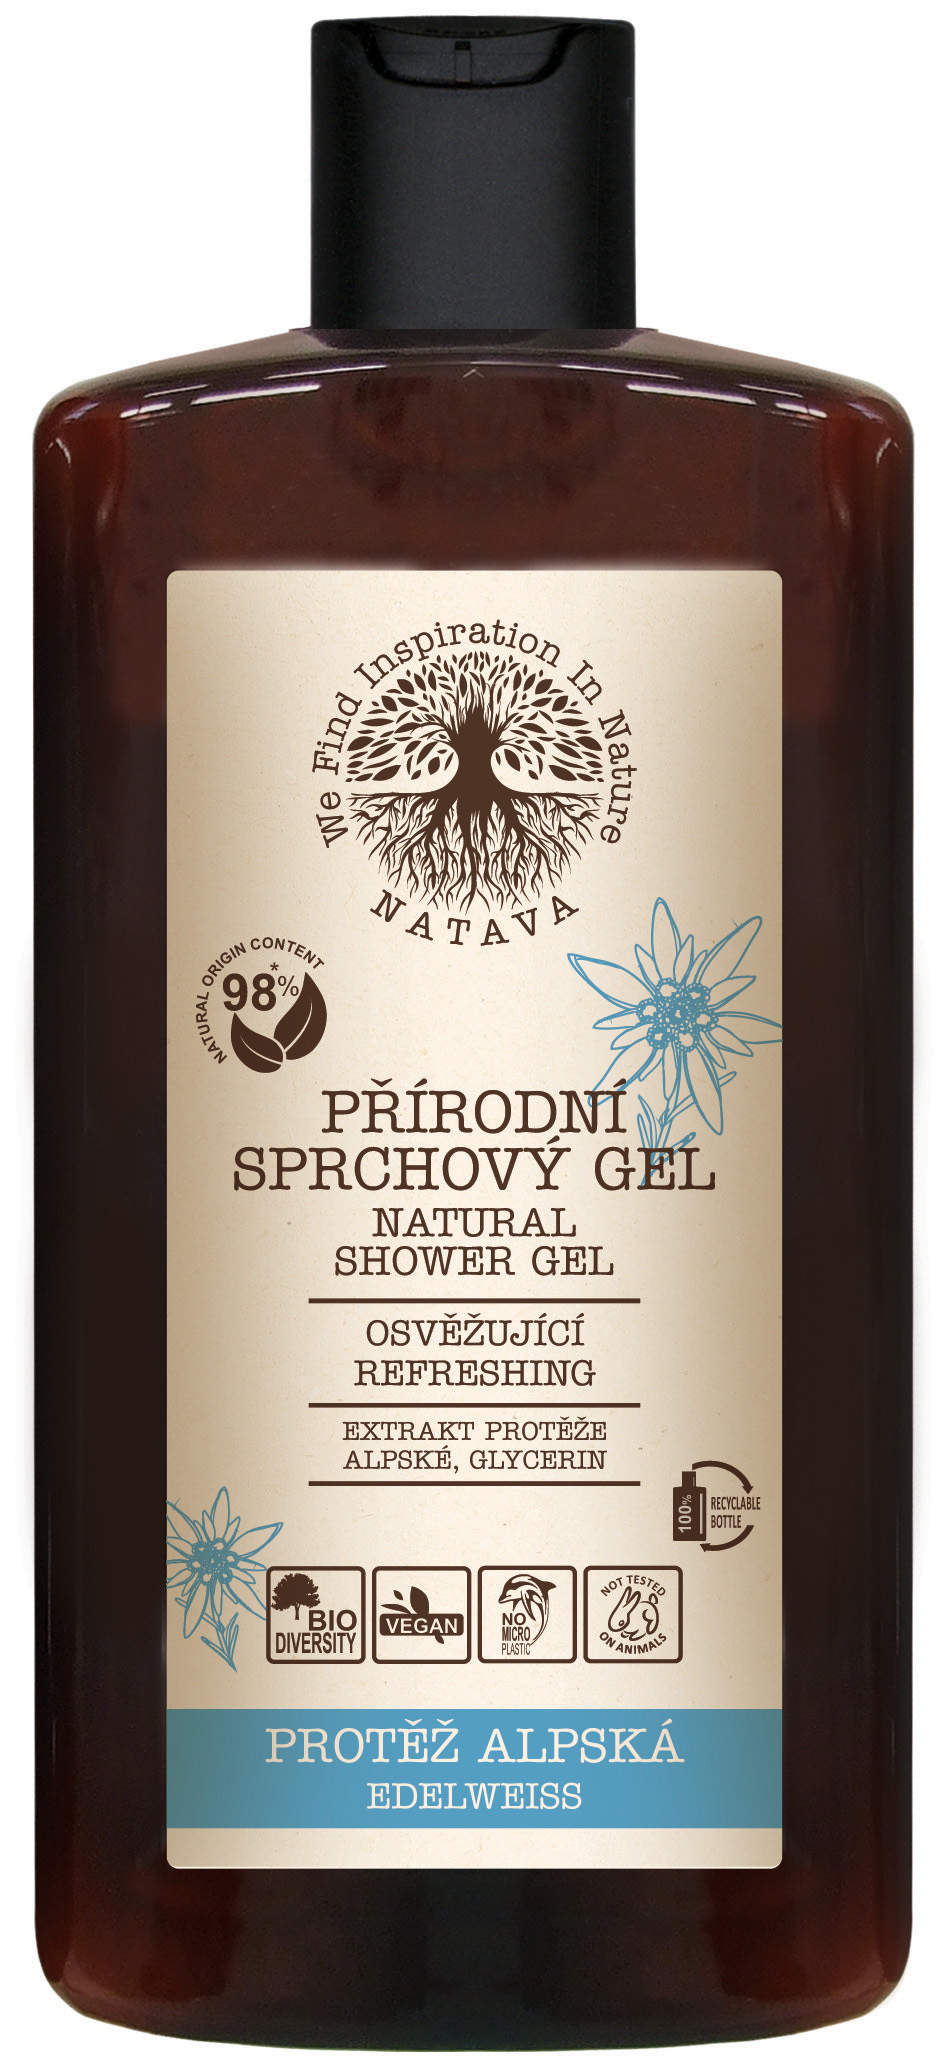 We Find Inspiration In Nature
NATAVA
NATURAL ORIGIN CONTENT
98*%
PŘÍRODNÍ
SPRCHOVÝ GEL
NATURAL
SHOWER GEL
OSVĚŽUJÍCÍ
REFRESHING
EXTRAKT PROTĚŽE
ALPSKÉ, GLYCERIN
100%
RECYCLABLE
BOTTLE
BIO
DIVERSITY
VEGAN
NO
MICRO
PLASTIC
NOT TESTED
ON ANIMALS
PROTĚŽ ALPSKÁ
EDELWEISS